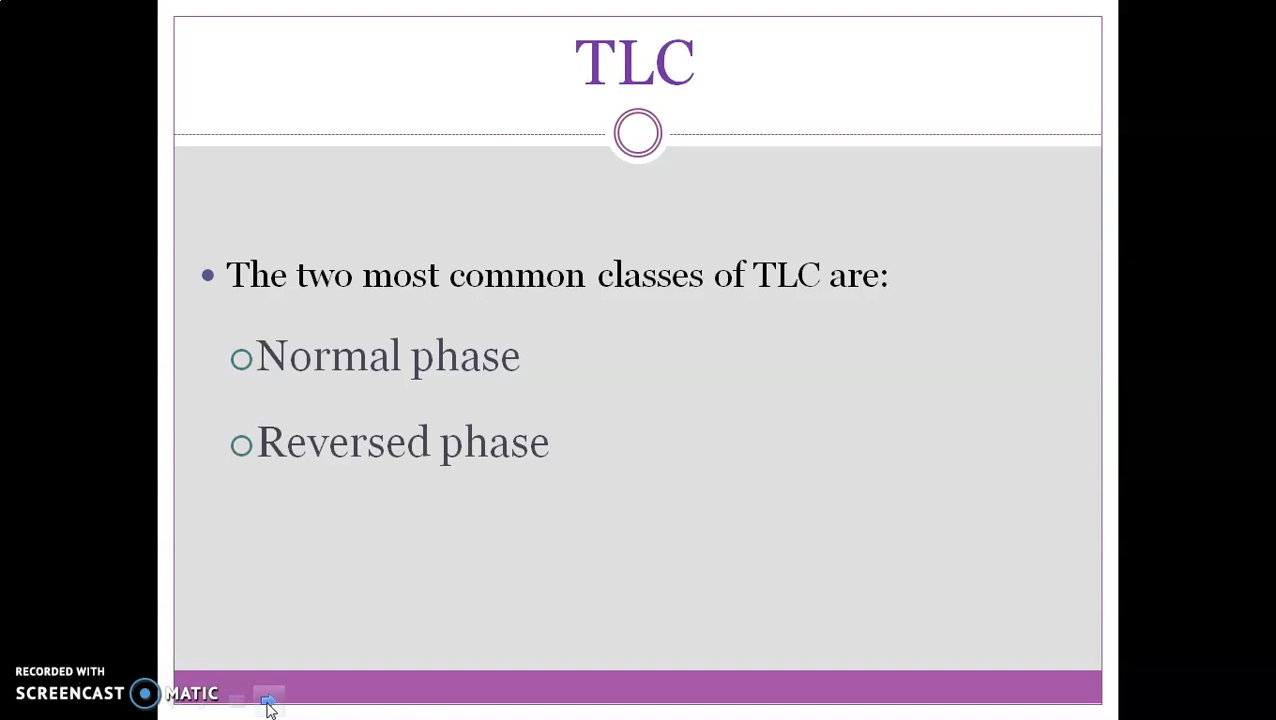 TLC
The two most common classes of TLC are:
Normal phase
Reversed phase
RECORDED WITH
SCREENCAST MATIC